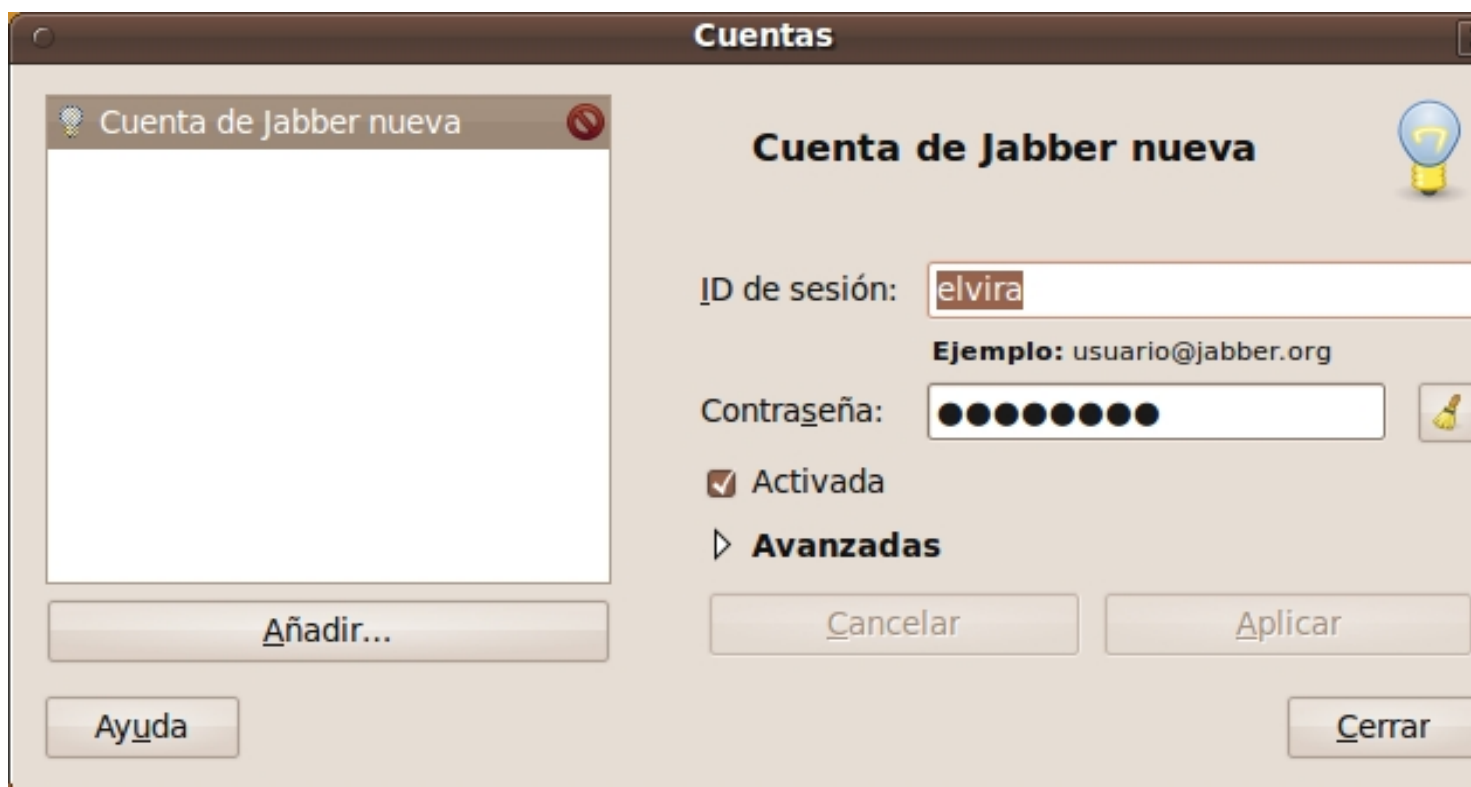 Cuentas
Cuenta de Jabber nueva
Cuenta de Jabber nueva
ID de sesión: elvira
Ejemplo: usuario@jabber.org
Contraseña: ●●●●●●●●
Activada
Avanzadas
Añadir...
Cancelar Aplicar
Ayuda Cerrar